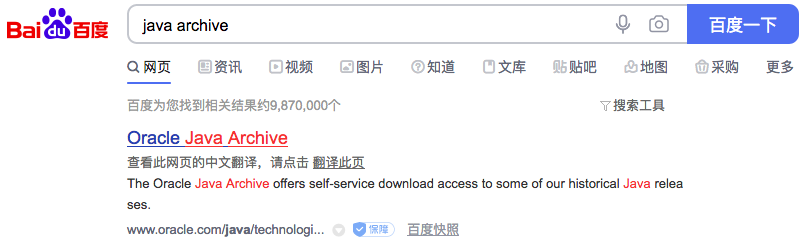 Bai du 百度
java archive
百度一下
网页 资讯 视频 图片 知道 文库 贴吧 地图 采购 更多
百度为您找到相关结果约9,870,000个
搜索工具
Oracle Java Archive
查看此网页的中文翻译，请点击 翻译此页
The Oracle Java Archive offers self-service download access to some of our historical Java relea
ses.
www.oracle.com/java/technologi... 保障 百度快照